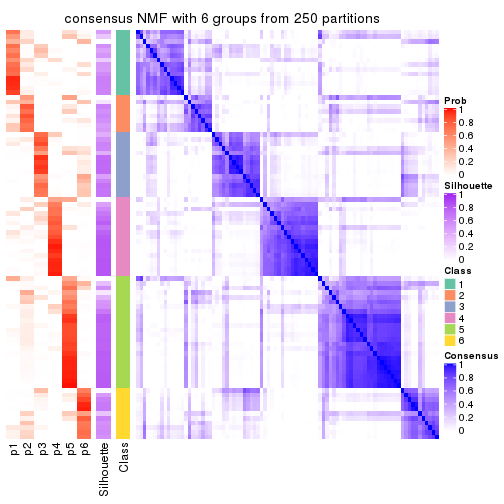 consensus NMF with 6 groups from 250 partitions
Prob
1
0.8
0.6
0.4
0.2
0
Silhouette
1
0.8
0.6
0.4
0.2
0
Class
1
2
3
4
5
6
Consensus
1
0.8
0.6
0.4
0.2
0
p1
p2
p3
p4
p5
p6
Silhouette
Class